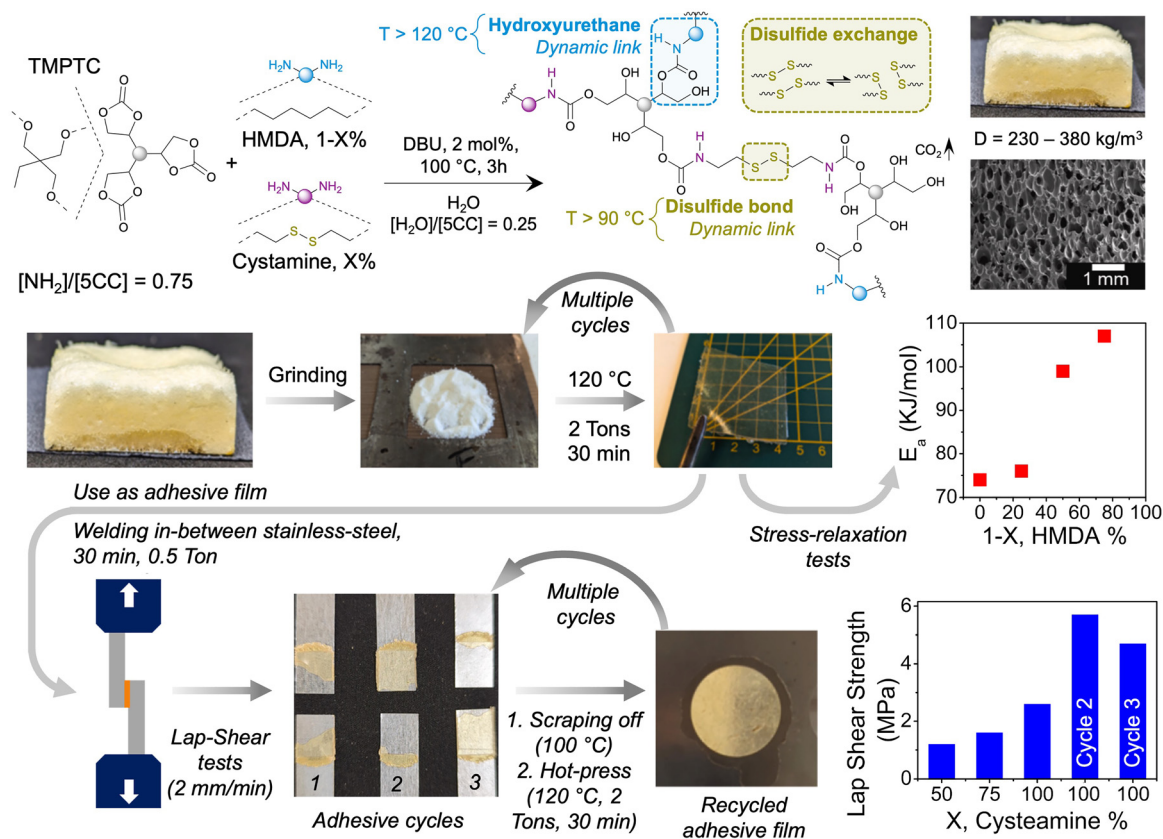 TMPTC
O
O
O
O
O
O
O
O
O
O
O
O
+
H₂N
NH₂
HMDA, 1-X%
H₂N
NH₂
S
S
Cystamine, X%
[NH₂]/[5CC] = 0.75
DBU, 2 mol%,
100 °C, 3h
H₂O
[H₂O]/[5CC] = 0.25
T > 120 °C
Hydroxyurethane
Dynamic link
Disulfide exchange
S S
S S
S S
S S
T > 90 °C
Disulfide bond
Dynamic link
CO₂
D = 230 – 380 kg/m³
1 mm
Grinding
Multiple
cycles
120 °C
2 Tons
30 min
Use as adhesive film
Welding in-between stainless-steel,
30 min, 0.5 Ton
Stress-relaxation
tests
Eₐ (KJ/mol)
110
100
90
80
70
0 20 40 60 80 100
1-X, HMDA %
Lap-Shear
tests
(2 mm/min)
1 2 3
Adhesive cycles
Multiple
cycles
1. Scraping off
(100 °C)
2. Hot-press
(120 °C, 2
Tons, 30 min)
Recycled
adhesive film
Lap Shear Strength
(MPa)
6
4
2
0
Cycle 2
Cycle 3
50 75 100 100 100
X, Cysteamine %